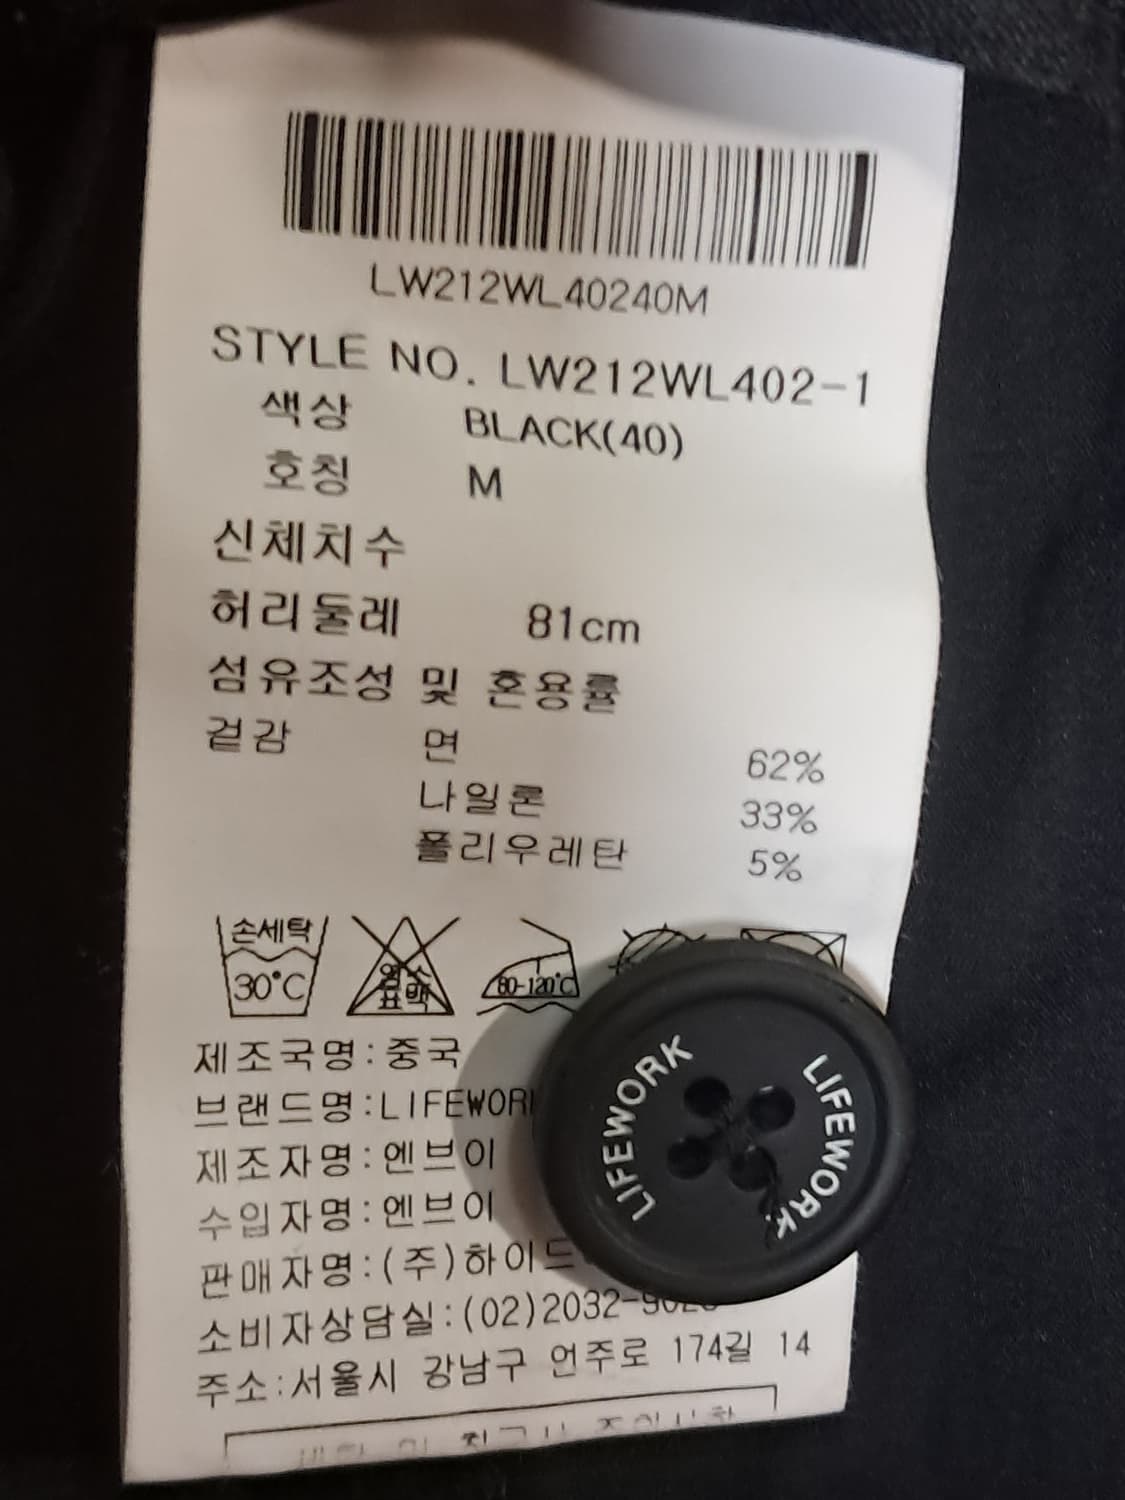 LW212WL40240M
STYLE NO. LW212WL402-1
색상 BLACK(40)
호칭 M
신체치수
허리둘레 81cm
섬유조성 및 혼용률
겉감 면 62%
나일론 33%
폴리우레탄 5%
손세탁
30°C
염소
표백
80-120°C
제조국명:중국
브랜드명:LIFEWORK
제조자명:엔브이
수입자명:엔브이
판매자명:(주)하이드
소비자상담실:(02)2032-
주소:서울시 강남구 언주로 174길 14
LIFEWORK
LIFEWORK